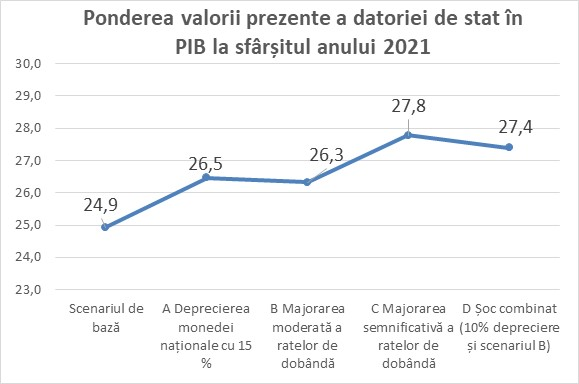 Ponderea valorii prezente a datoriei de stat în
PIB la sfârșitul anului 2021
30,0
29,0
28,0
27,0
26,0
25,0
24,0
23,0
24,9
26,5
26,3
27,8
27,4
Scenariul de
bază
A Deprecierea
monedei
naționale cu 15
%
B Majorarea
moderată a
ratelor de
dobândă
C Majorarea
semnificativă a
ratelor de
dobândă
D Șoc combinat
(10% depreciere
și scenariul B)